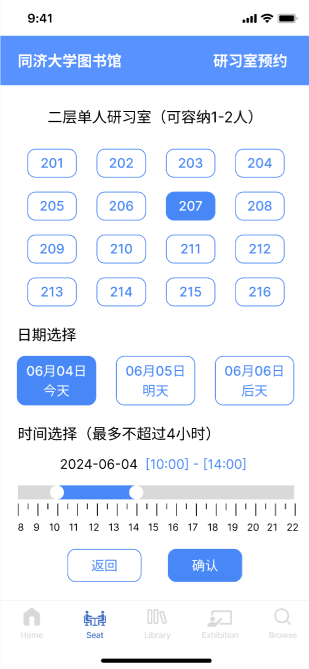 9:41
同济大学图书馆 研习室预约
二层单人研习室（可容纳1-2人）
201 202 203 204
205 206 207 208
209 210 211 212
213 214 215 216
日期选择
06月04日 06月05日 06月06日
今天 明天 后天
时间选择（最多不超过4小时）
2024-06-04 [10:00] - [14:00]
8 9 10 11 12 13 14 15 16 17 18 19 20 21 22
返回 确认
Home Seat Library Exhibition Browse